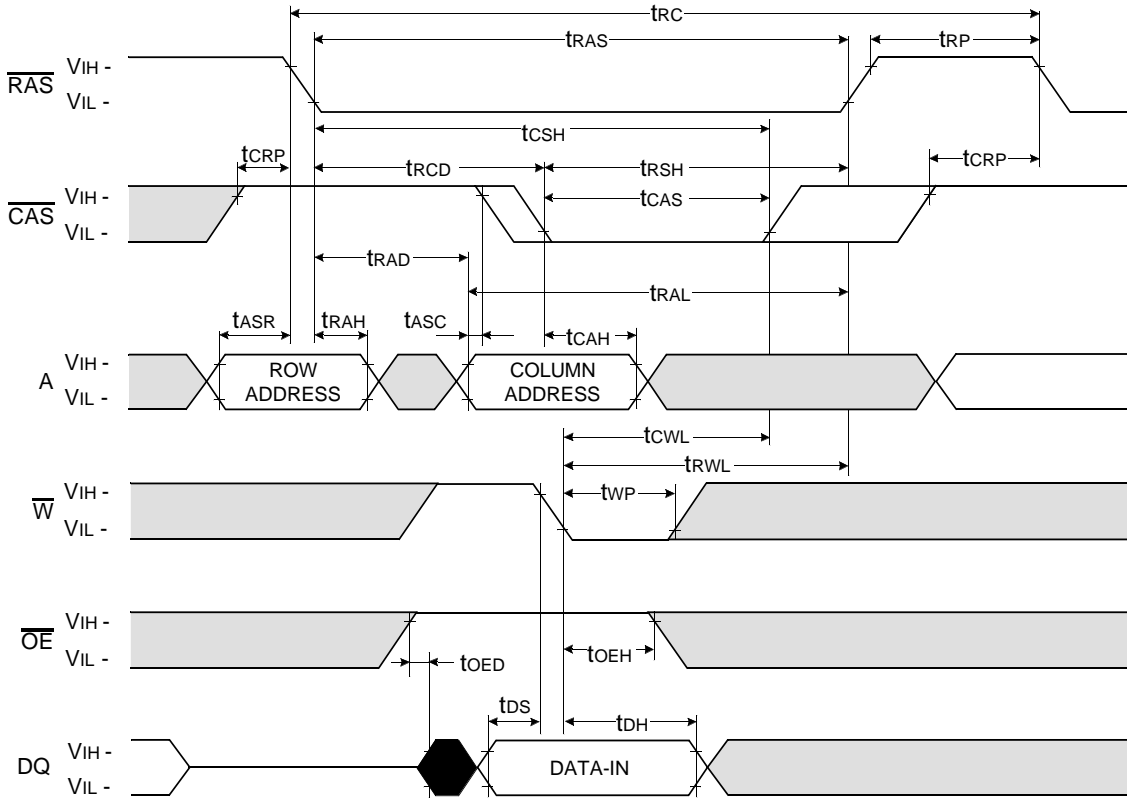 tRC
tRAS
tRP
RAS
VIH -
VIL -
tCSH
tCRP
tRCD
tRSH
tCRP
CAS
VIH -
VIL -
tCAS
tRAD
tRAL
tASR
tRAH
tASC
tCAH
A
VIH -
VIL -
ROW
ADDRESS
COLUMN
ADDRESS
tCWL
tRWL
W
VIH -
VIL -
tWP
OE
VIH -
VIL -
tOED
tOEH
tDS
tDH
DQ
VIH -
VIL -
DATA-IN